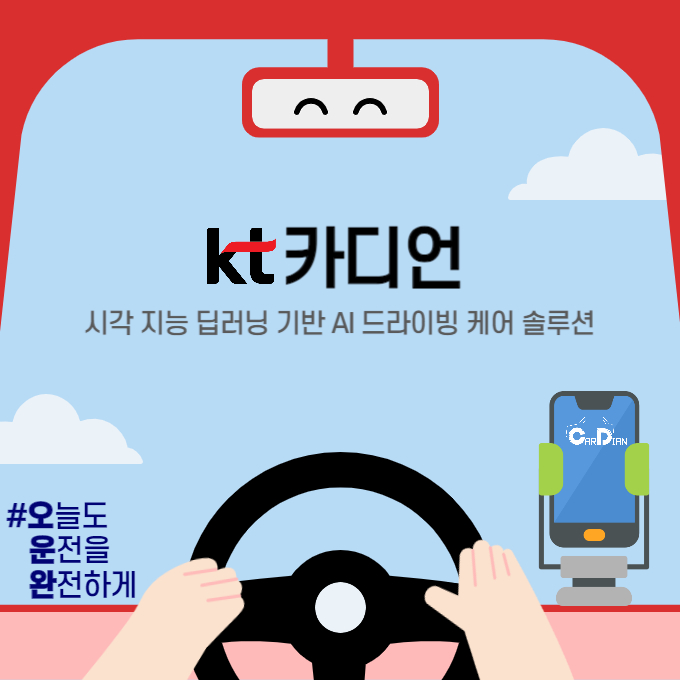 kt 카디언
시각 지능 딥러닝 기반 AI 드라이빙 케어 솔루션
CARDIAN
#오늘도
운전을
완전하게